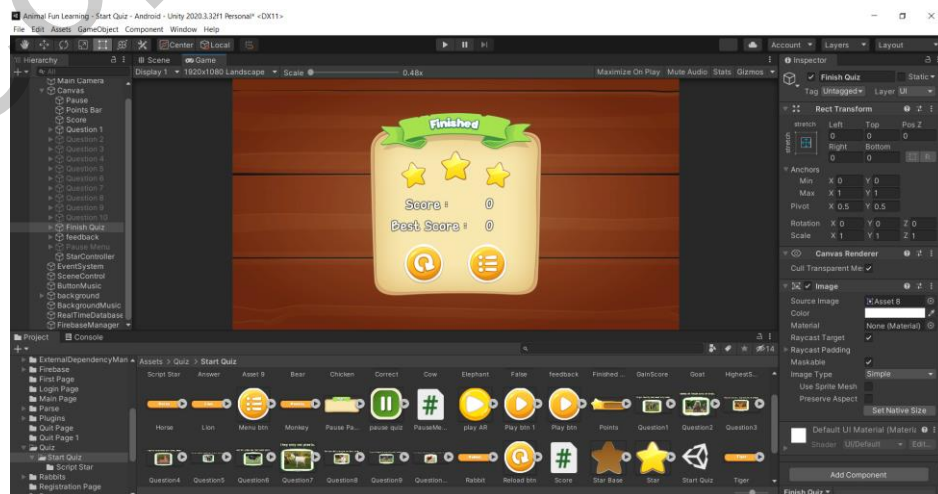 Animal Fun Learning - Start Quiz - Android - Unity 2020.3.32f1 Personal* <DX11>
File Edit Assets GameObject Component Window Help
Center Local
Account Layers Layout
Hierarchy
Scene Game
Inspector
Display 1 1920x1080 Landscape Scale 0.48x Maximize On Play Mute Audio Stats Gizmos
All
Main Camera
Canvas
Pause
Points Bar
Score
Question 1
Question 2
Question 3
Question 4
Question 5
Question 6
Question 7
Question 8
Question 9
Question 10
Finish Quiz
feedback
Pause Menu
StarController
EventSystem
SceneControl
ButtonMusic
background
BackgroundMusic
RealTimeDatabase
FirebaseManager
Finished
Score : 0
Best Score : 0
Finish Quiz Static
Tag Untagged Layer UI
Rect Transform
stretch Left Top Pos Z
stretch 0 0 0
Right Bottom
0 0
Anchors
Min X 0 Y 0
Max X 1 Y 1
Pivot X 0.5 Y 0.5
Rotation X 0 Y 0 Z 0
Scale X 1 Y 1 Z 1
Canvas Renderer
Cull Transparent Me
Image
Source Image Asset 8
Color
Material None (Material)
Raycast Target
Raycast Padding
Maskable
Image Type Simple
Use Sprite Mesh
Preserve Aspect
Set Native Size
Default UI Material (Materia
Shader UI/Default Edit...
Add Component
Finish Quiz
Project Console
14
ExternalDependencyMan
Firebase
First Page
Login Page
Main Page
Parse
Plugins
Quit Page
Quit Page 1
Quiz
Start Quiz
Script Star
Rabbits
Registration Page
Assets > Quiz > Start Quiz
Script Star Answer Asset 9 Bear Chicken Correct Cow Elephant False feedback Finished ... GainScore Goat HighestS...
Horse Lion Menu btn Monkey Pause Pa... pause quiz PauseMe... play AR Play btn 1 Play btn Points Question1 Question2 Question3
Question4 Question5 Question6 Question7 Question8 Question9 Question... Rabbit Reload btn Score Star Base Star Start Quiz Tiger